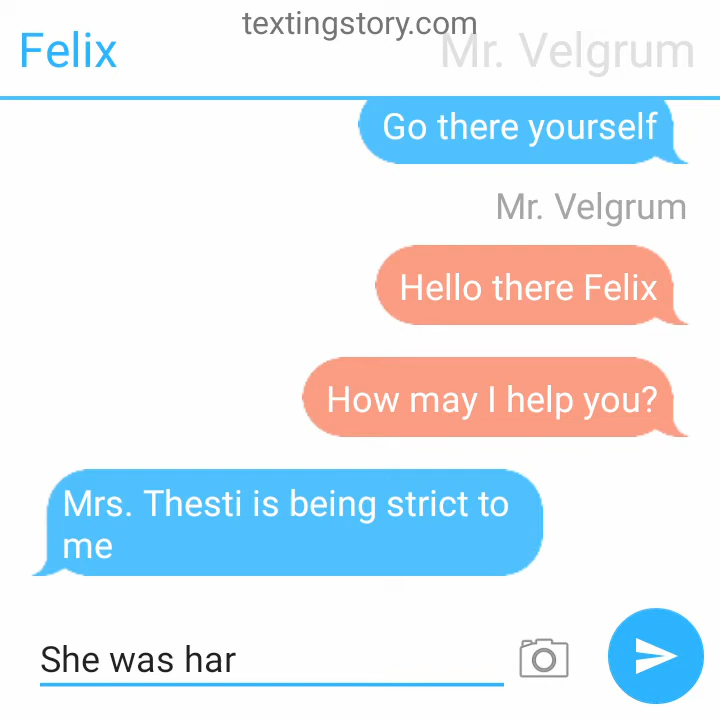 textingstory.com
Felix
Mr. Velgrum
Go there yourself
Mr. Velgrum
Hello there Felix
How may I help you?
Mrs. Thesti is being strict to
me
She was har